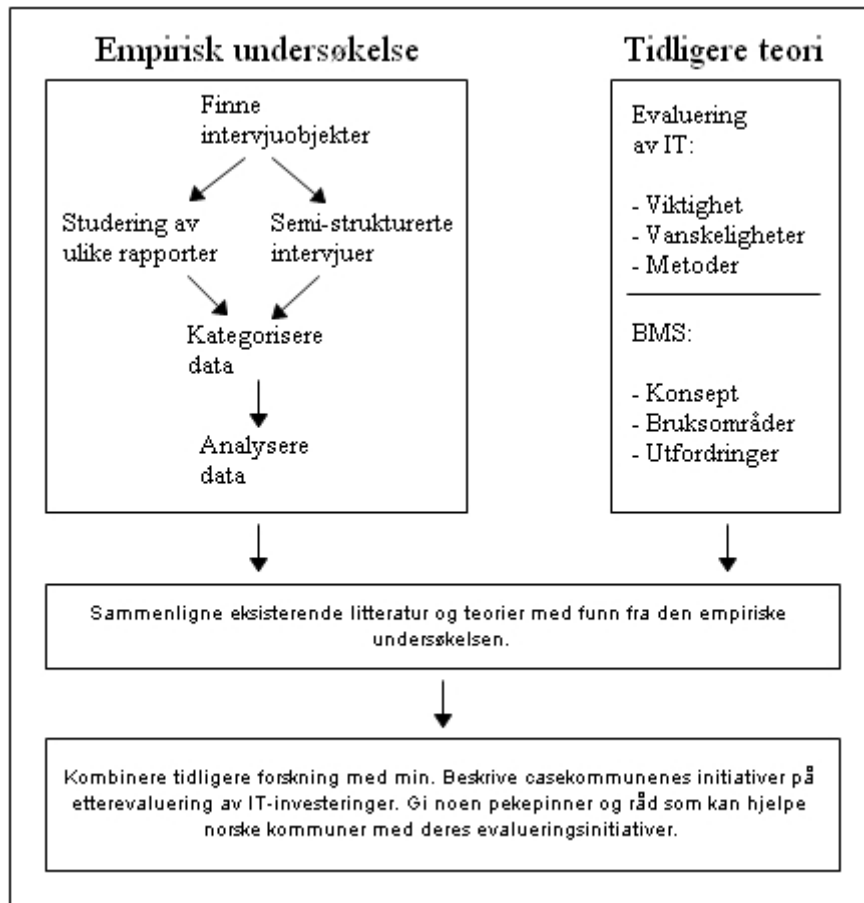 Empirisk undersøkelse
Finne
intervjuobjekter
Studering av
ulike rapporter
Semi-strukturerte
intervjuer
Kategorisere
data
Analysere
data
Tidligere teori
Evaluering
av IT:
- Viktighet
- Vanskeligheter
- Metoder
BMS:
- Konsept
- Bruksområder
- Utfordringer
Sammenligne eksisterende litteratur og teorier med funn fra den empiriske
undersøkelsen.
Kombinere tidligere forskning med min. Beskrive casekommunenes initiativer på
etterevaluering av IT-investeringer. Gi noen pekepinner og råd som kan hjelpe
norske kommuner med deres evalueringsinitiativer.